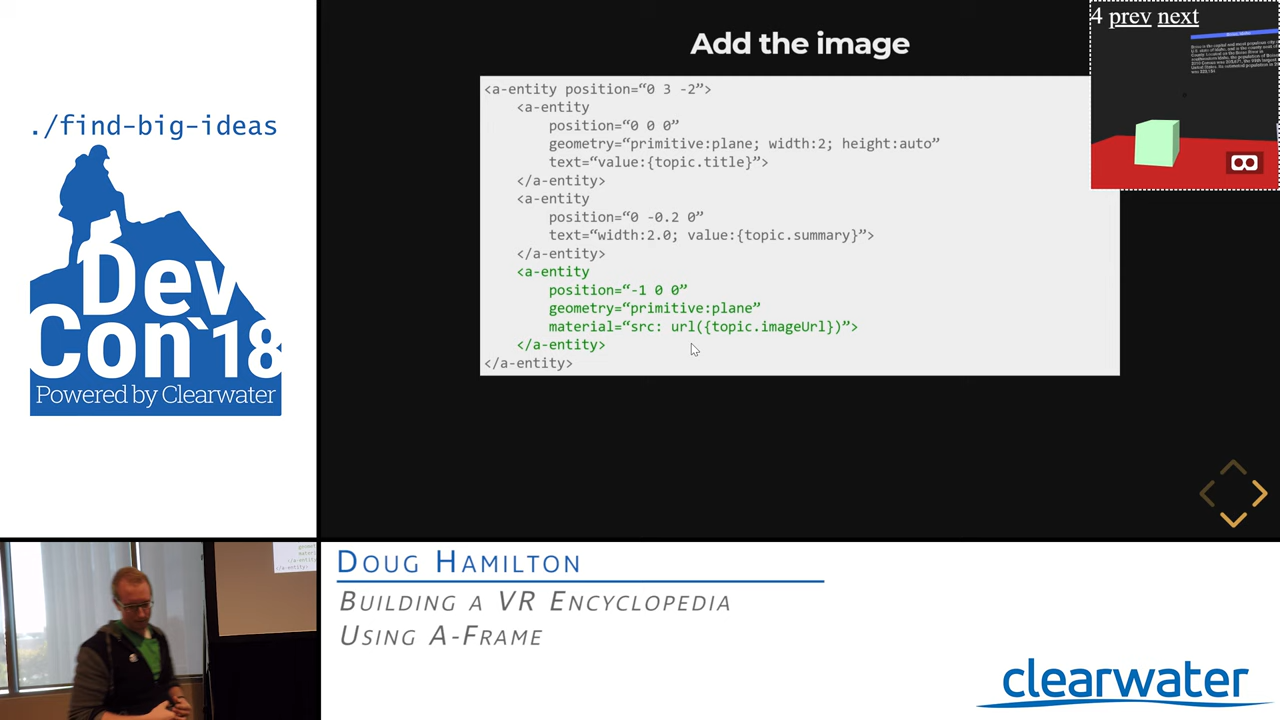 ./find-big-ideas
Dev
Con`18
Powered by Clearwater
Add the image
<a-entity position=“0 3 -2”>
<a-entity
position=“0 0 0”
geometry=“primitive:plane; width:2; height:auto”
text=“value:{topic.title}”>
</a-entity>
<a-entity
position=“0 -0.2 0”
text=“width:2.0; value:{topic.summary}”>
</a-entity>
<a-entity
position=“-1 0 0”
geometry=“primitive:plane”
material=“src: url({topic.imageUrl})”>
</a-entity>
</a-entity>
4 prev next
Doug Hamilton
Building a VR Encyclopedia
Using A-Frame
clearwater